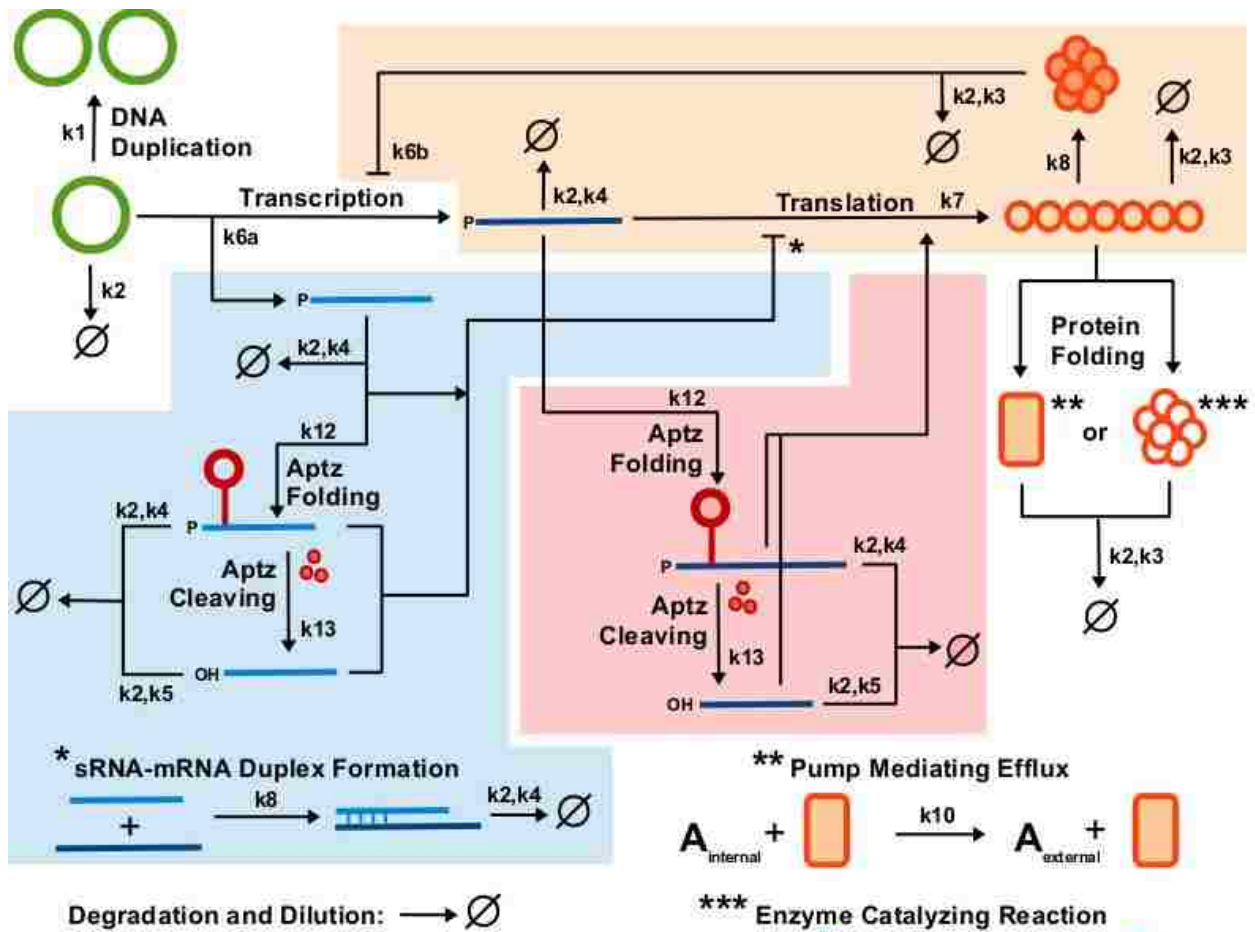 k1
DNA
Duplication
k2
Ø
Transcription
k6a
k6b
Ø
k2,k4
P
Translation
k7
*
k2,k3
Ø
k8
Ø
k2,k3
P
Ø
k2,k4
k12
Aptz
Folding
k2,k4
P
Ø
Aptz
Cleaving
k13
k2,k5
OH
k12
Aptz
Folding
P
k2,k4
Aptz
Cleaving
k13
Ø
OH
k2,k5
Protein
Folding
**
or
***
k2,k3
Ø
* sRNA-mRNA Duplex Formation
+
k8
k2,k4
Ø
** Pump Mediating Efflux
A internal + k10 A external +
Degradation and Dilution: Ø
*** Enzyme Catalyzing Reaction